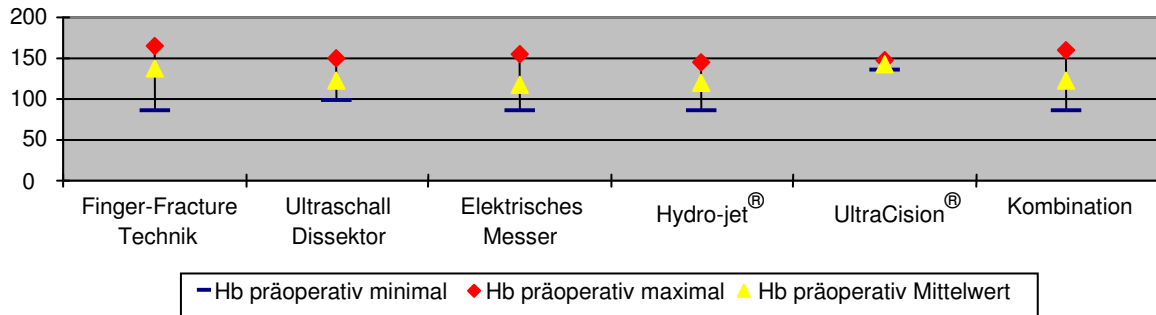 200
150
100
50
0
Finger-Fracture Technik
Ultraschall Dissektor
Elektrisches Messer
Hydro-jet®
UltraCision®
Kombination
Hb präoperativ minimal Hb präoperativ maximal Hb präoperativ Mittelwert